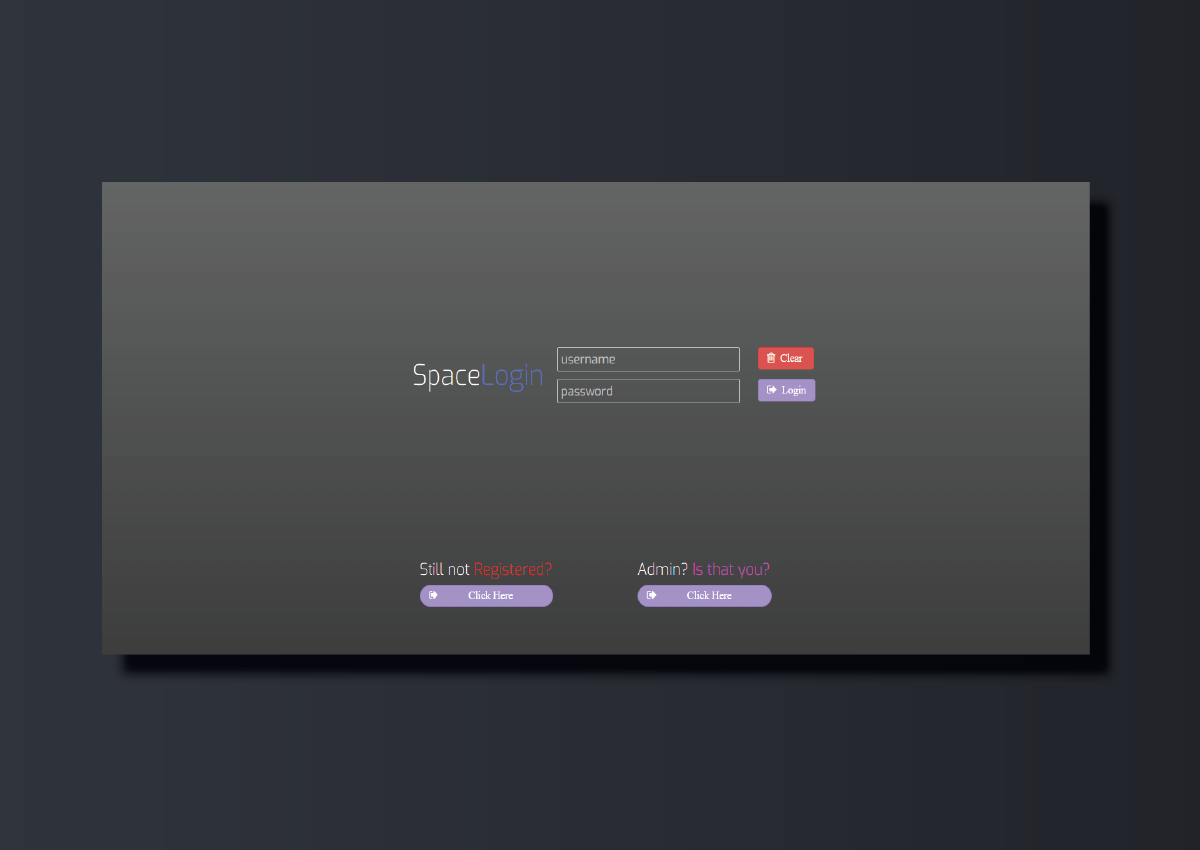 SpaceLogin
username
Clear
password
Login
Still not Registered?
Click Here
Admin? Is that you?
Click Here